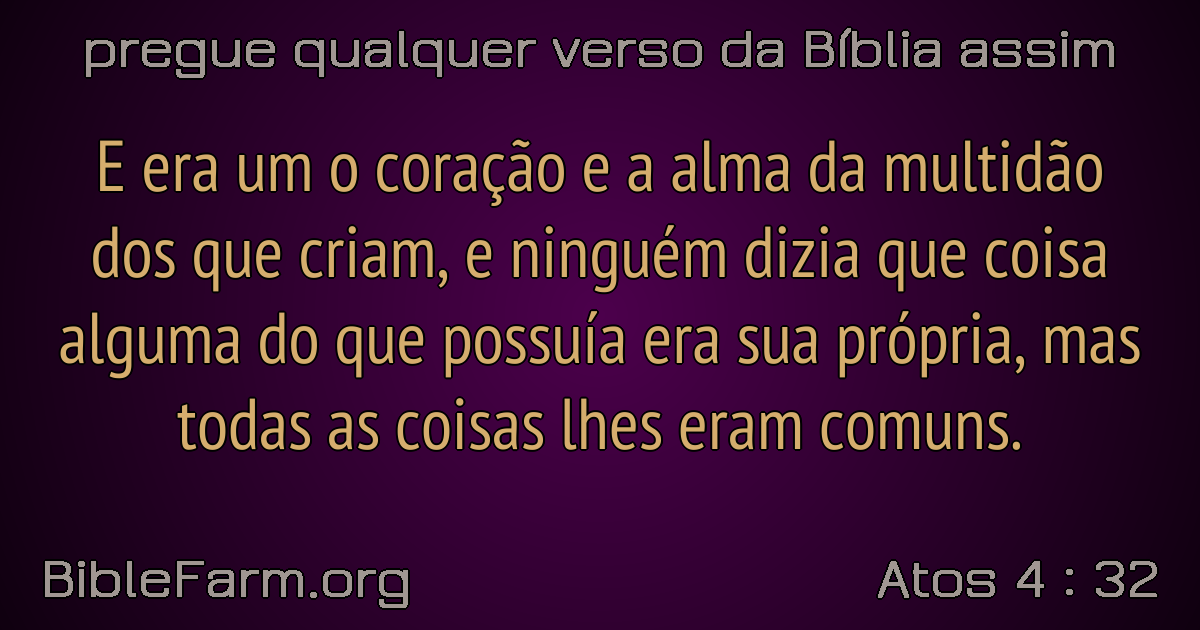 pregue qualquer verso da Bíblia assim
E era um o coração e a alma da multidão
dos que criam, e ninguém dizia que coisa
alguma do que possuía era sua própria, mas
todas as coisas lhes eram comuns.
BibleFarm.org
Atos 4 : 32